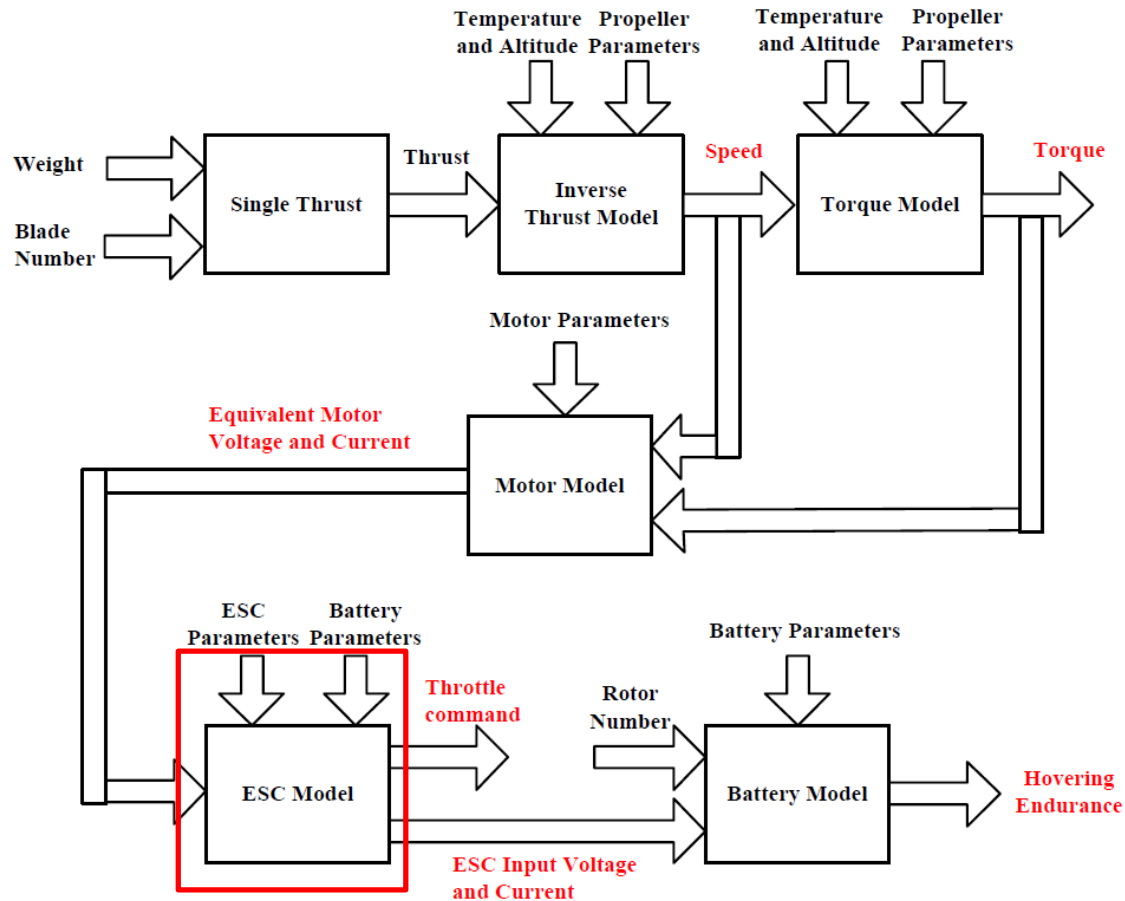 Temperature
and Altitude
Propeller
Parameters
Temperature
and Altitude
Propeller
Parameters
Weight
Blade
Number
Single Thrust
Thrust
Inverse
Thrust Model
Speed
Torque Model
Torque
Motor Parameters
Equivalent Motor
Voltage and Current
Motor Model
ESC
Parameters
Battery
Parameters
Throttle
command
ESC Model
ESC Input Voltage
and Current
Rotor
Number
Battery Parameters
Battery Model
Hovering
Endurance